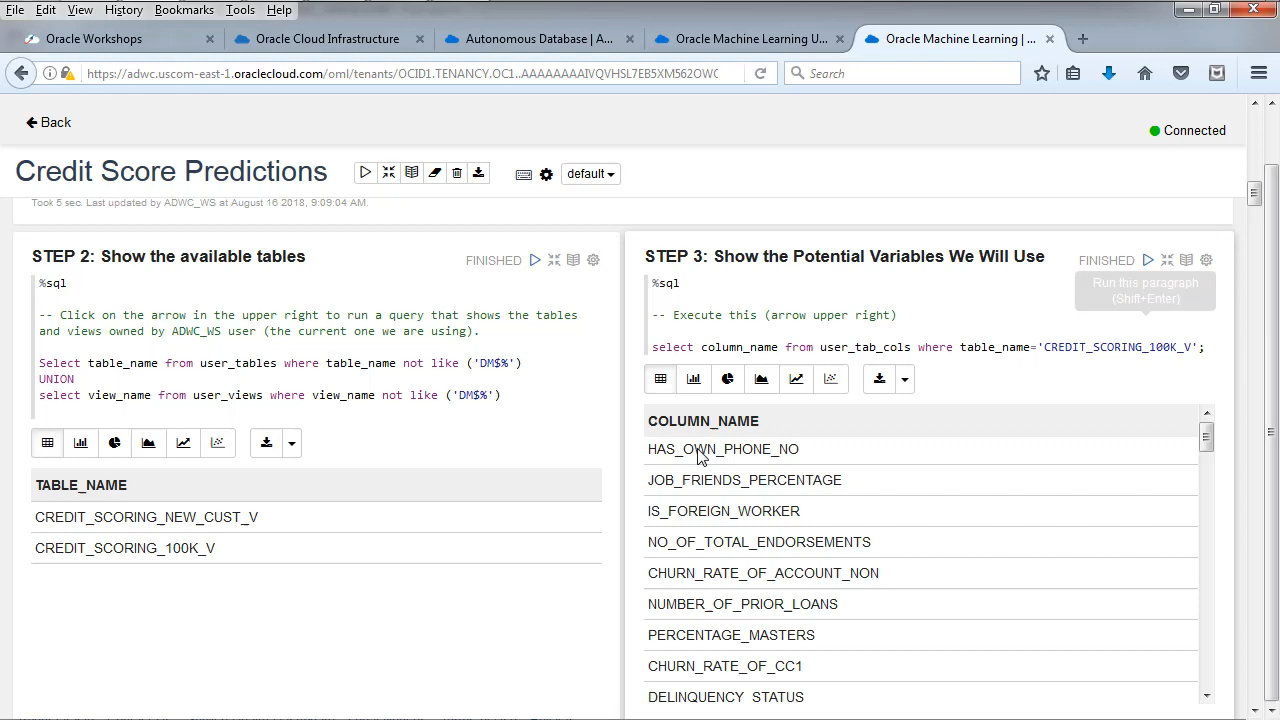 File Edit View History Bookmarks Tools Help
Oracle Workshops
Oracle Cloud Infrastructure
Autonomous Database | A...
Oracle Machine Learning U...
Oracle Machine Learning | ...
https://adwc.uscom-east-1.oraclecloud.com/oml/tenants/OCID1.TENANCY.OC1..AAAAAAAAIVQVHSL7EB5XM562OWC
Search
Back
Connected
Credit Score Predictions
default
Took 5 sec. Last updated by ADWC_WS at August 16 2018, 9:09:04 AM.
STEP 2: Show the available tables
FINISHED
%sql
-- Click on the arrow in the upper right to run a query that shows the tables
and views owned by ADWC_WS user (the current one we are using).
Select table_name from user_tables where table_name not like ('DM$%')
UNION
select view_name from user_views where view_name not like ('DM$%')
TABLE_NAME
CREDIT_SCORING_NEW_CUST_V
CREDIT_SCORING_100K_V
STEP 3: Show the Potential Variables We Will Use
FINISHED
Run this paragraph
(Shift+Enter)
%sql
-- Execute this (arrow upper right)
select column_name from user_tab_cols where table_name='CREDIT_SCORING_100K_V';
COLUMN_NAME
HAS_OWN_PHONE_NO
JOB_FRIENDS_PERCENTAGE
IS_FOREIGN_WORKER
NO_OF_TOTAL_ENDORSEMENTS
CHURN_RATE_OF_ACCOUNT_NON
NUMBER_OF_PRIOR_LOANS
PERCENTAGE_MASTERS
CHURN_RATE_OF_CC1
DELINQUENCY_STATUS